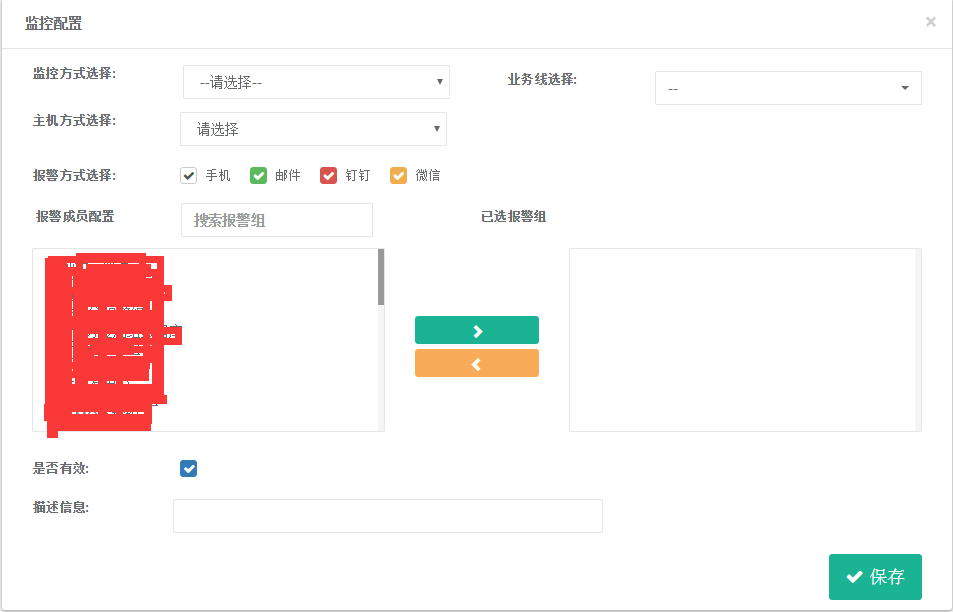 监控配置
×
监控方式选择:
--请选择--
业务线选择:
--
主机方式选择:
请选择
报警方式选择:
手机
邮件
钉钉
微信
报警成员配置
搜索报警组
已选报警组
是否有效:
描述信息:
保存